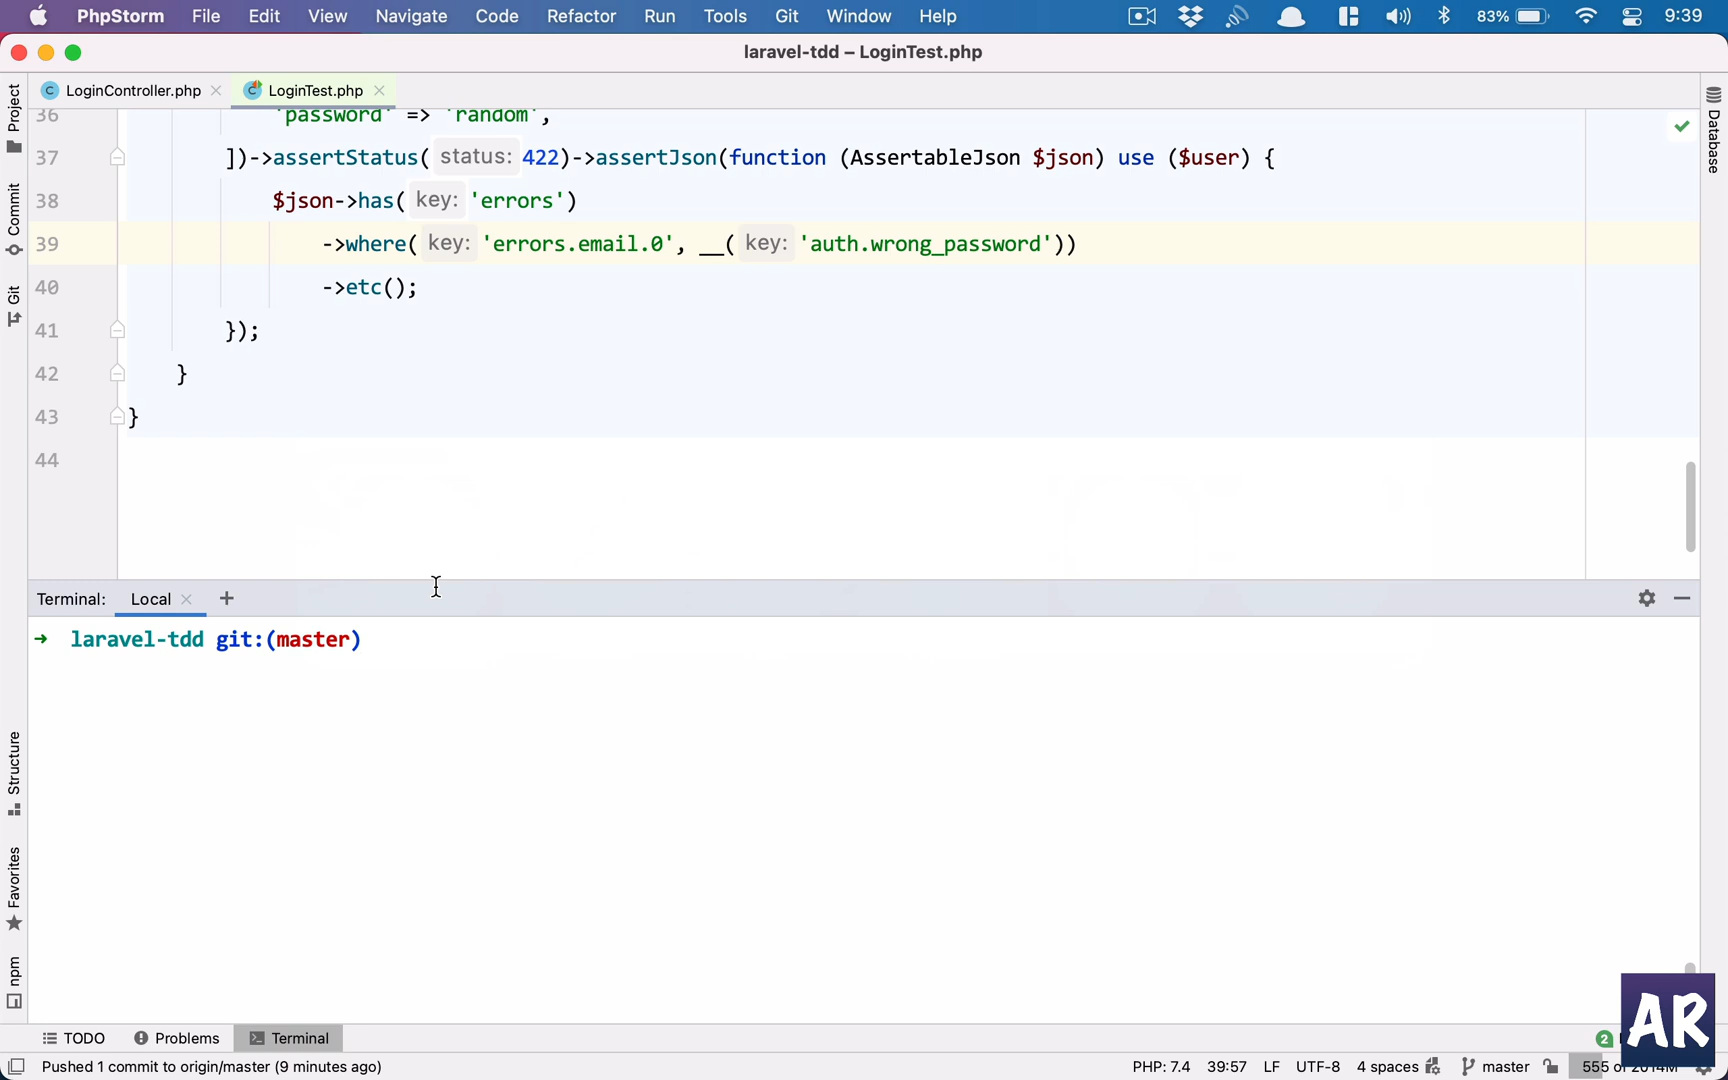 PhpStorm File Edit View Navigate Code Refactor Run Tools Git Window Help 83% 9:39
laravel-tdd – LoginTest.php
Project
Commit
Git
Structure
Favorites
npm
LoginController.php LoginTest.php
Database
36 'password' => 'random',
37 ])->assertStatus( status: 422)->assertJson(function (AssertableJson $json) use ($user) {
38 $json->has( key: 'errors')
39 ->where( key: 'errors.email.0', __( key: 'auth.wrong_password'))
40 ->etc();
41 });
42 }
43 }
44
Terminal: Local +
→ laravel-tdd git:(master)
TODO Problems Terminal 2
AR
Pushed 1 commit to origin/master (9 minutes ago) PHP: 7.4 39:57 LF UTF-8 4 spaces master 555 of 2014M